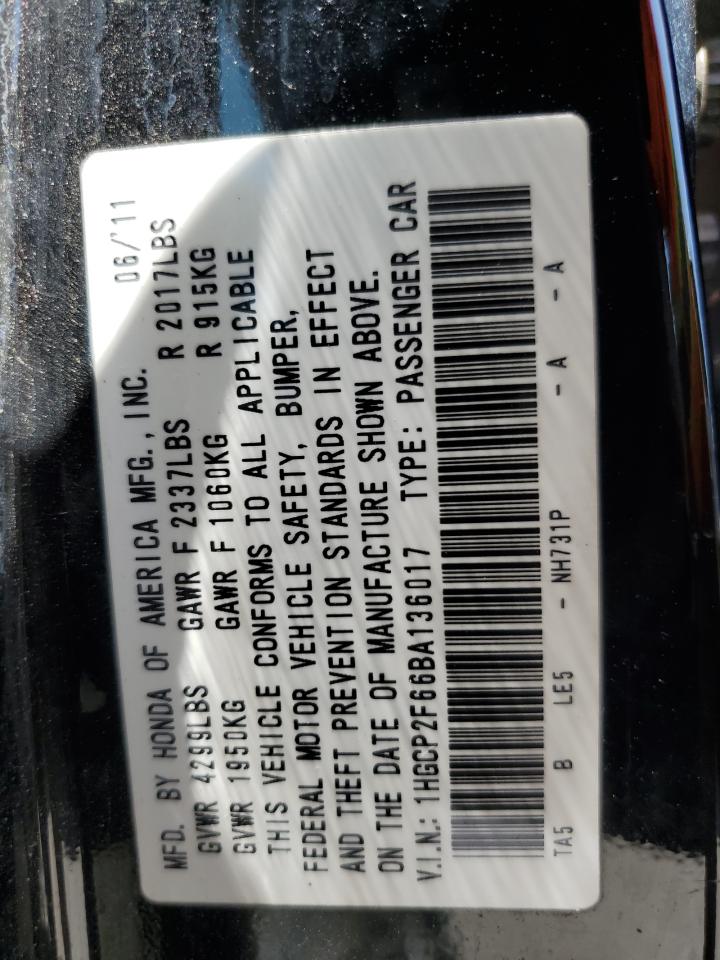 MFD. BY HONDA OF AMERICA MFG., INC. 06/'11
GVWR 4299LBS GAWR F 2337LBS R 2017LBS
GVWR 1950KG GAWR F 1060KG R 915KG
THIS VEHICLE CONFORMS TO ALL APPLICABLE
FEDERAL MOTOR VEHICLE SAFETY, BUMPER,
AND THEFT PREVENTION STANDARDS IN EFFECT
ON THE DATE OF MANUFACTURE SHOWN ABOVE.
V.I.N.: 1HGCP2F66BA136017 TYPE: PASSENGER CAR
TA5 B LE5 - NH731P - A - A